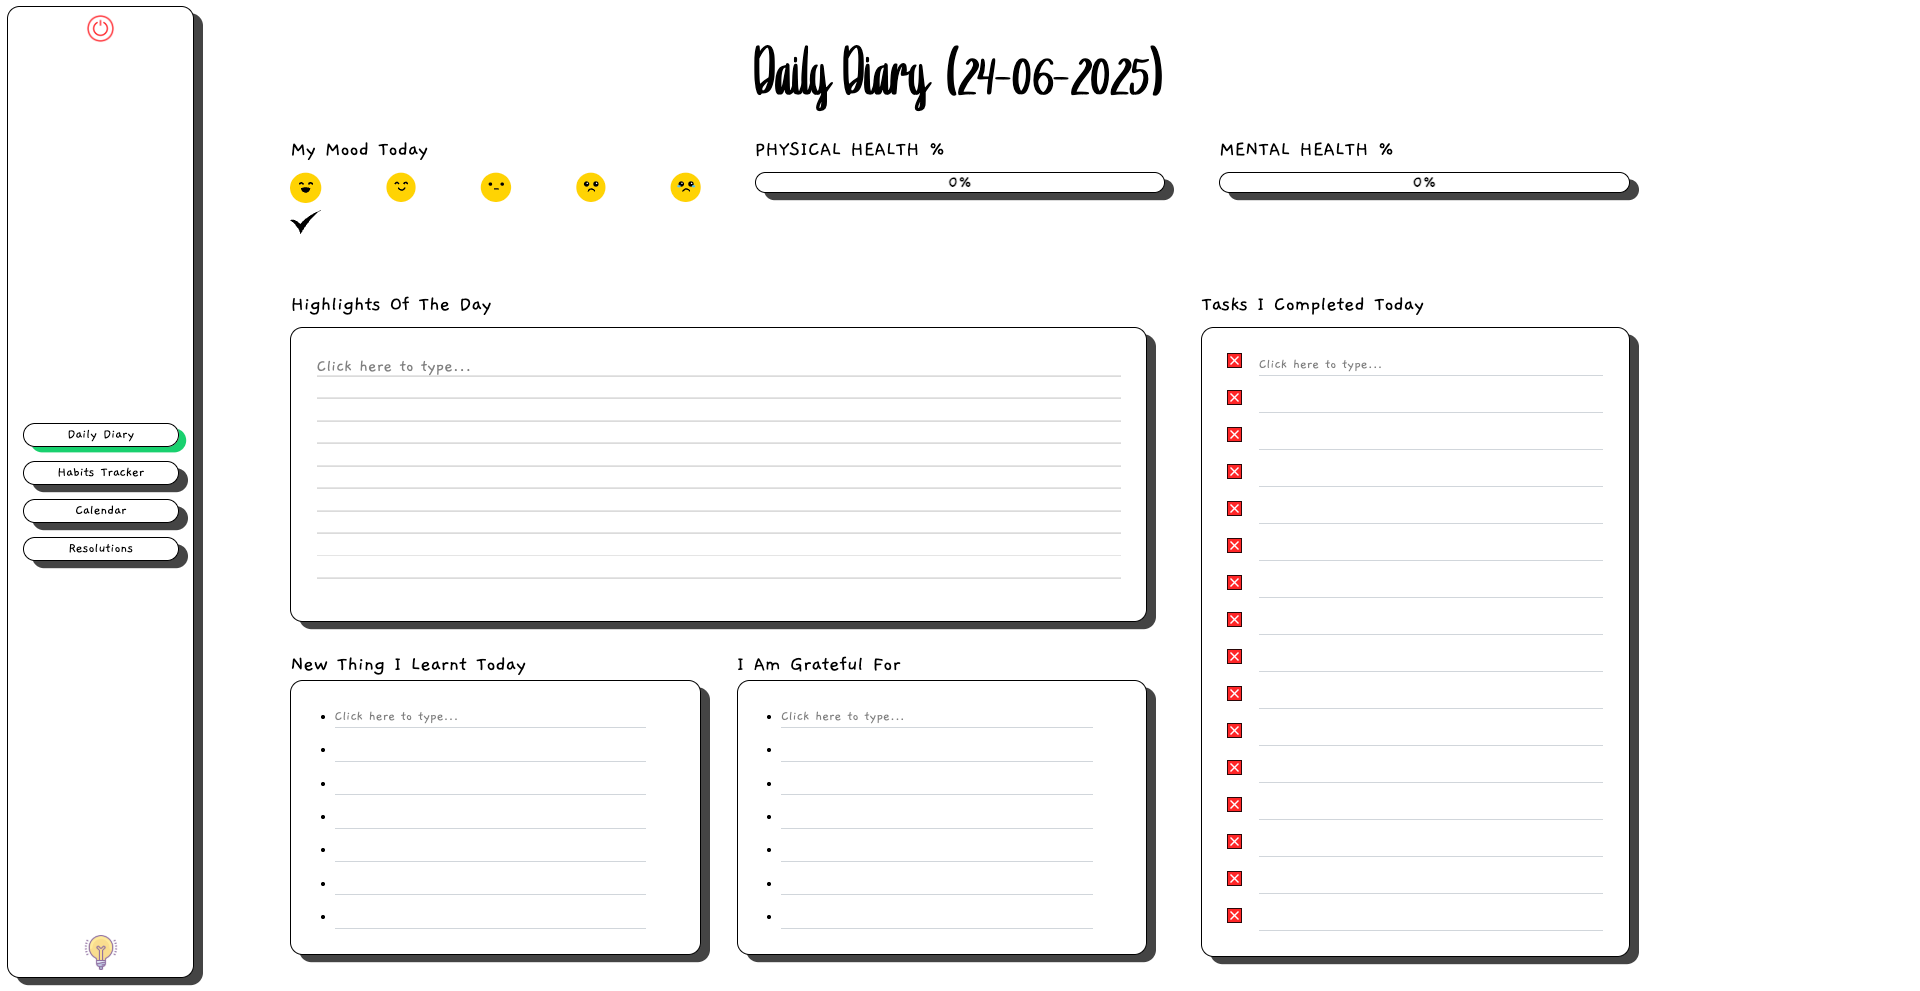 Daily Diary (24-06-2025)
My Mood Today
PHYSICAL HEALTH %
MENTAL HEALTH %
0%
0%
Highlights Of The Day
Tasks I Completed Today
Click here to type...
Click here to type...
Daily Diary
Habits Tracker
Calendar
Resolutions
New Thing I Learnt Today
I Am Grateful For
Click here to type...
Click here to type...